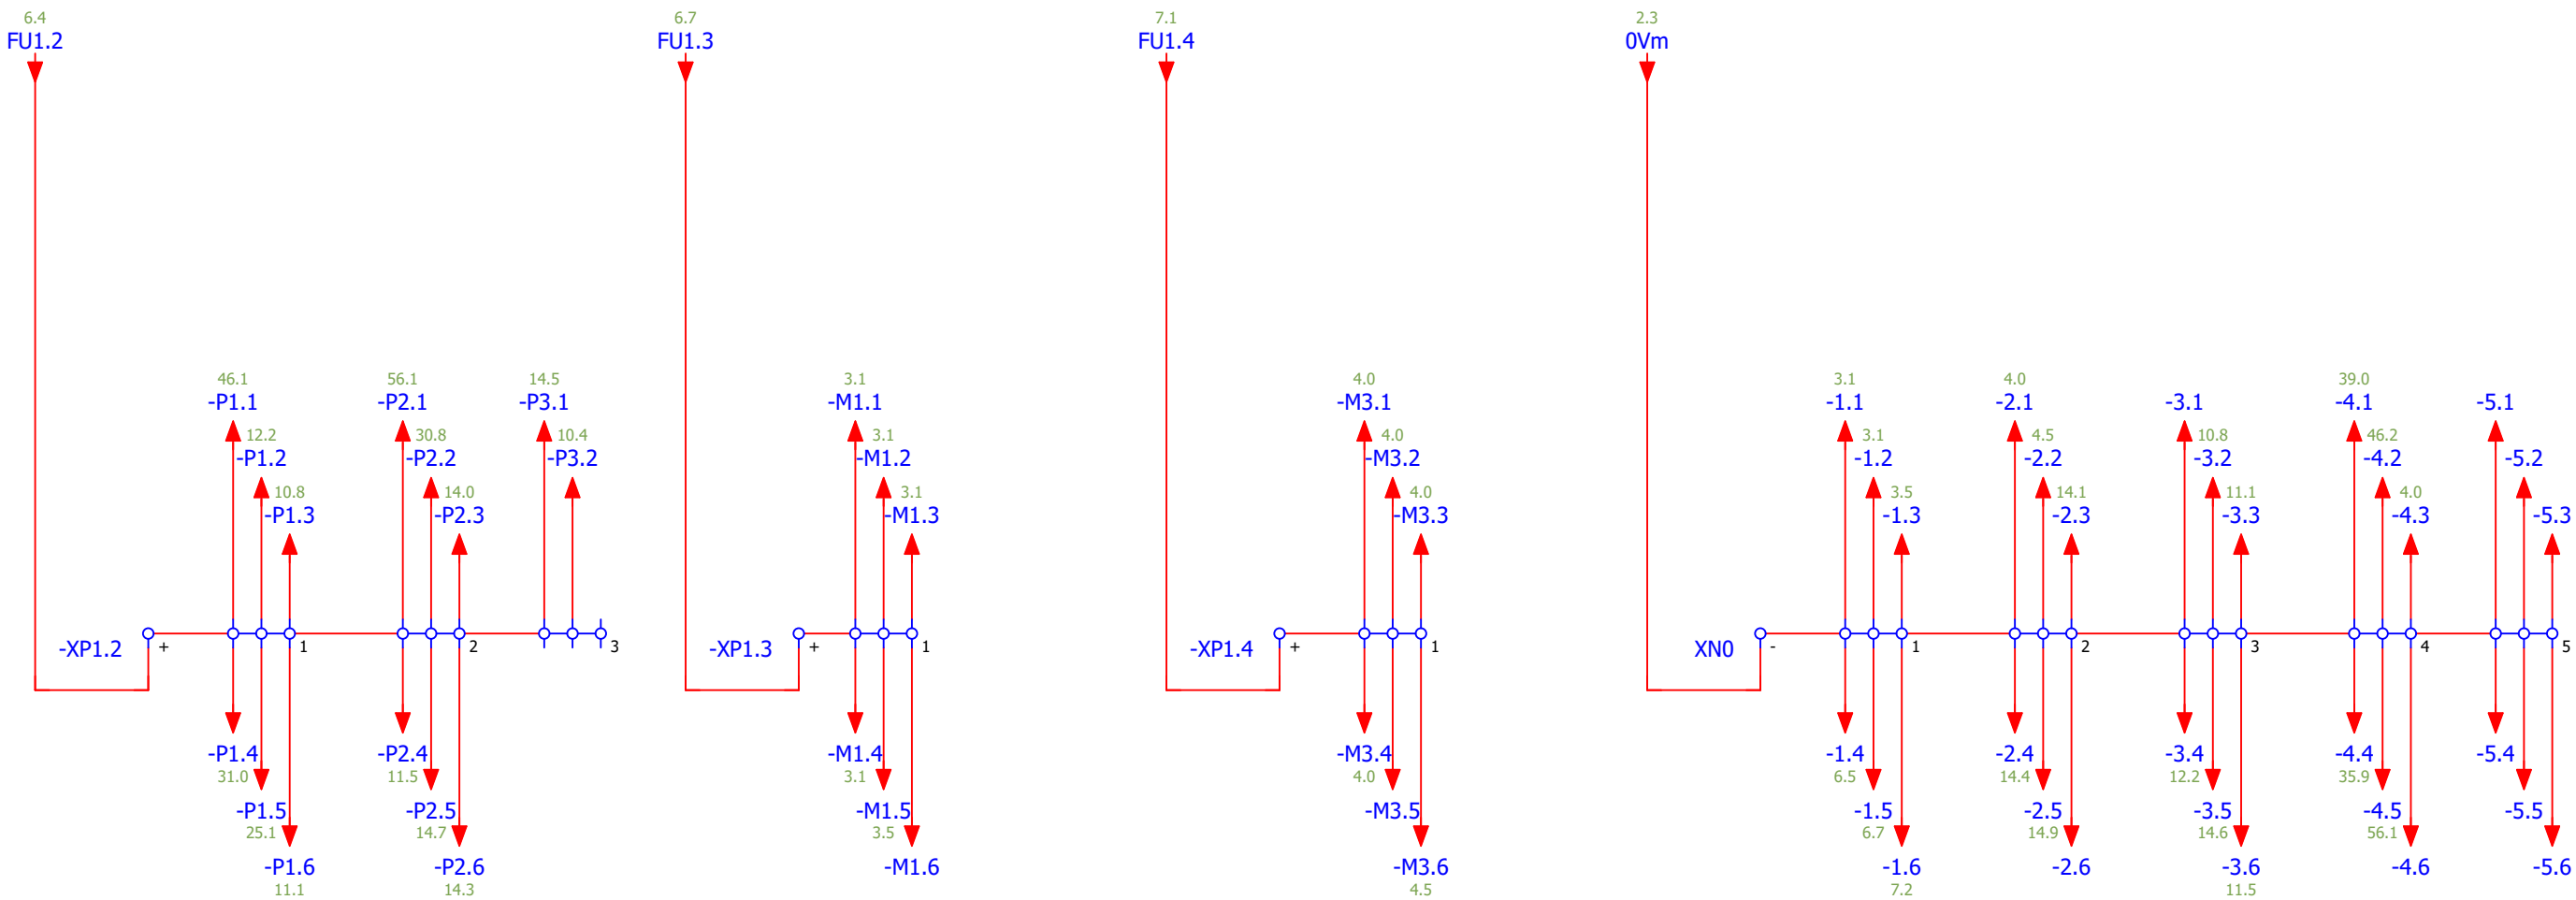 6.4 6.7 7.1 2.3
FU1.2 FU1.3 FU1.4 0Vm
46.1 56.1 14.5 3.1 4.0 3.1 4.0 39.0
-P1.1 -P2.1 -P3.1 -M1.1 -M3.1 -1.1 -2.1 -3.1 -4.1 -5.1
12.2 30.8 10.4 3.1 4.0 3.1 4.5 10.8 46.2
-P1.2 -P2.2 -P3.2 -M1.2 -M3.2 -1.2 -2.2 -3.2 -4.2 -5.2
10.8 14.0 3.1 4.0 3.5 14.1 11.1 4.0
-P1.3 -P2.3 -M1.3 -M3.3 -1.3 -2.3 -3.3 -4.3 -5.3
-XP1.2 + 1 2 3 -XP1.3 + 1 -XP1.4 + 1 XN0 - 1 2 3 4 5
-P1.4 -P2.4 -M1.4 -M3.4 -1.4 -2.4 -3.4 -4.4 -5.4
31.0 11.5 3.1 4.0 6.5 14.4 12.2 35.9
-P1.5 -P2.5 -M1.5 -M3.5 -1.5 -2.5 -3.5 -4.5 -5.5
25.1 14.7 3.5 6.7 14.9 14.6 56.1
-P1.6 -P2.6 -M1.6 -M3.6 -1.6 -2.6 -3.6 -4.6 -5.6
11.1 14.3 4.5 7.2 11.5